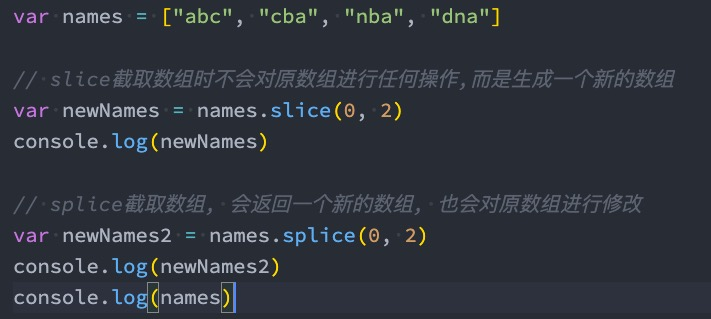 var names = ["abc", "cba", "nba", "dna"]
// slice截取数组时不会对原数组进行任何操作,而是生成一个新的数组
var newNames = names.slice(0, 2)
console.log(newNames)
// splice截取数组, 会返回一个新的数组, 也会对原数组进行修改
var newNames2 = names.splice(0, 2)
console.log(newNames2)
console.log(names)